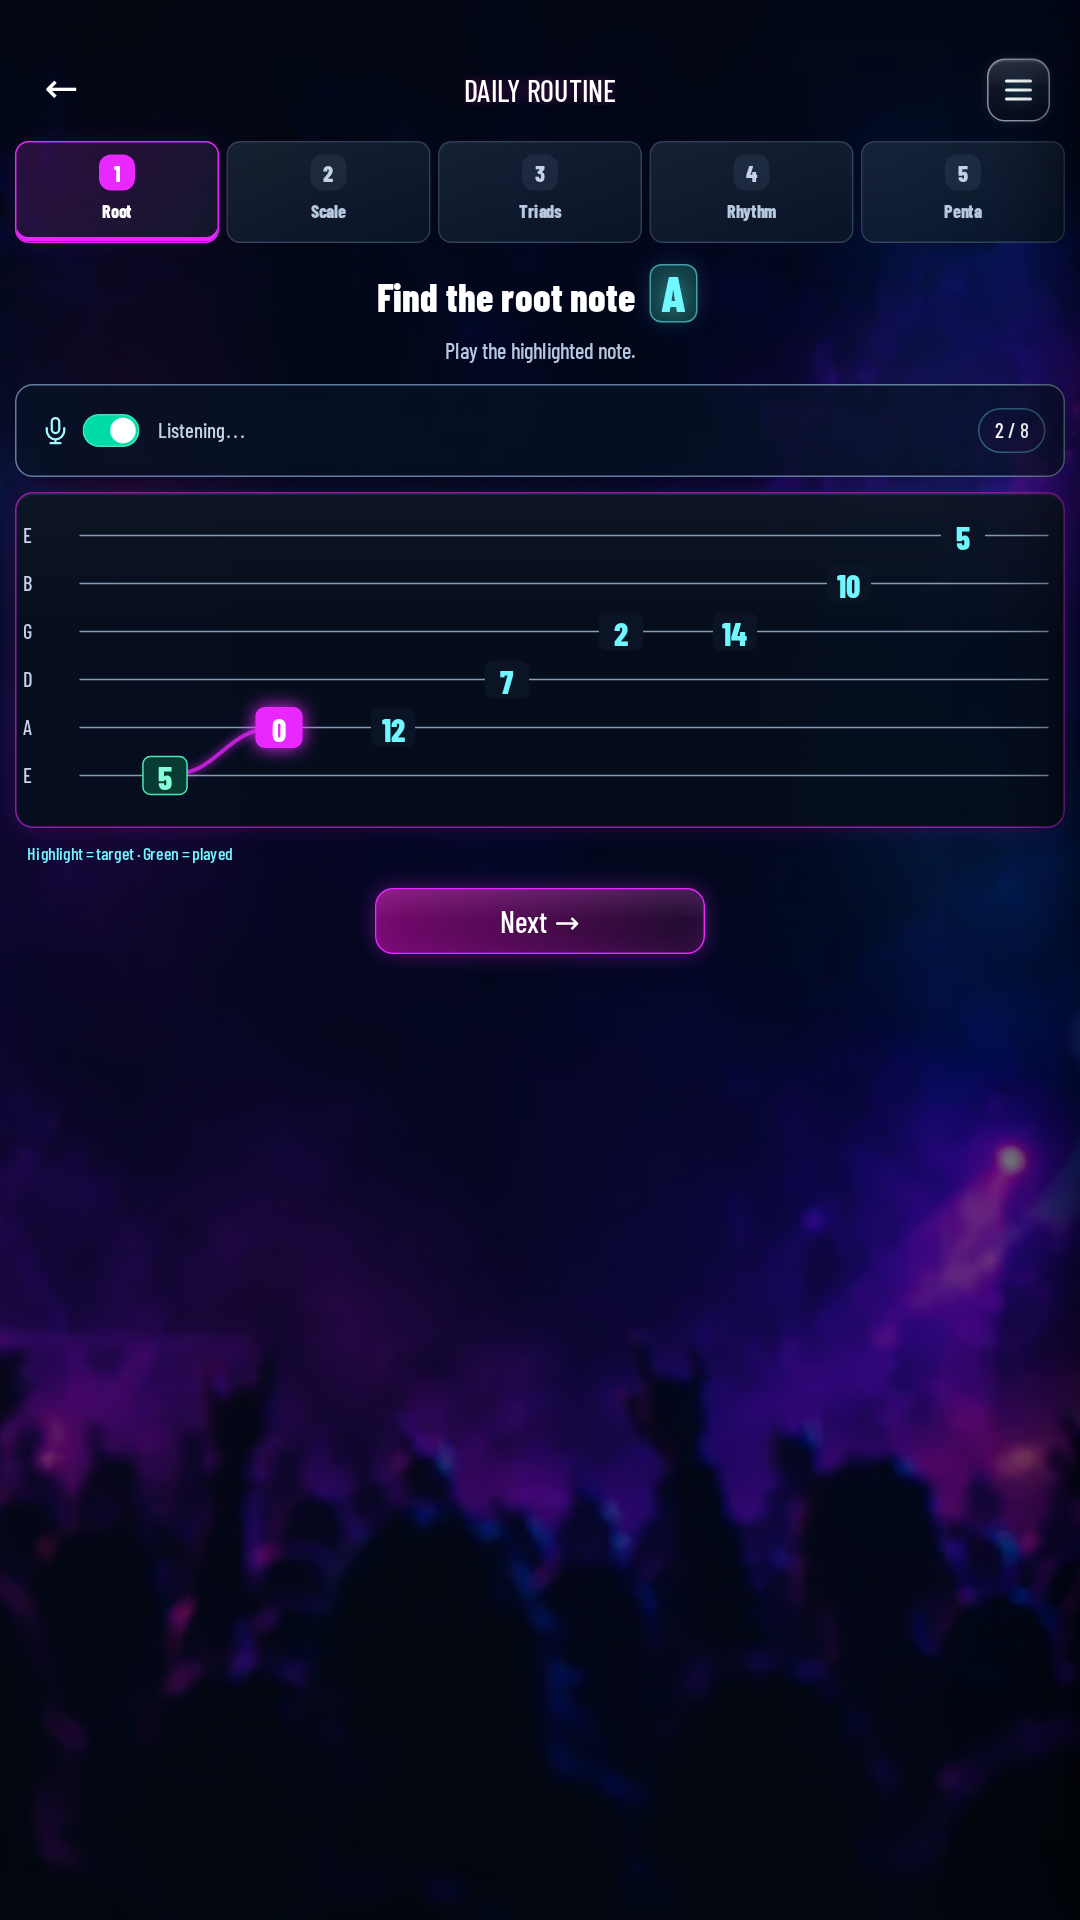 ← DAILY ROUTINE
1 2 3 4 5
Root Scale Triads Rhythm Penta
Find the root note A
Play the highlighted note.
Listening... 2 / 8
E 5
B 10
G 2 14
D 7
A 0 12
E 5
Highlight = target · Green = played
Next →